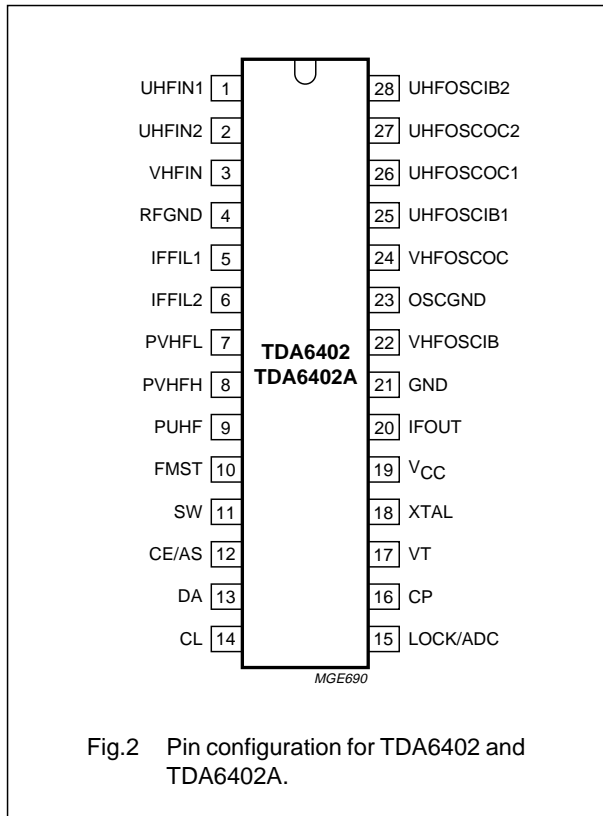 UHFIN1 1
UHFIN2 2
VHFIN 3
RFGND 4
IFFIL1 5
IFFIL2 6
PVHFL 7
PVHFH 8
PUHF 9
FMST 10
SW 11
CE/AS 12
DA 13
CL 14
TDA6402
TDA6402A
28 UHFOSCIB2
27 UHFOSCOC2
26 UHFOSCOC1
25 UHFOSCIB1
24 VHFOSCOC
23 OSCGND
22 VHFOSCIB
21 GND
20 IFOUT
19 VCC
18 XTAL
17 VT
16 CP
15 LOCK/ADC
MGE690
Fig.2 Pin configuration for TDA6402 and
TDA6402A.